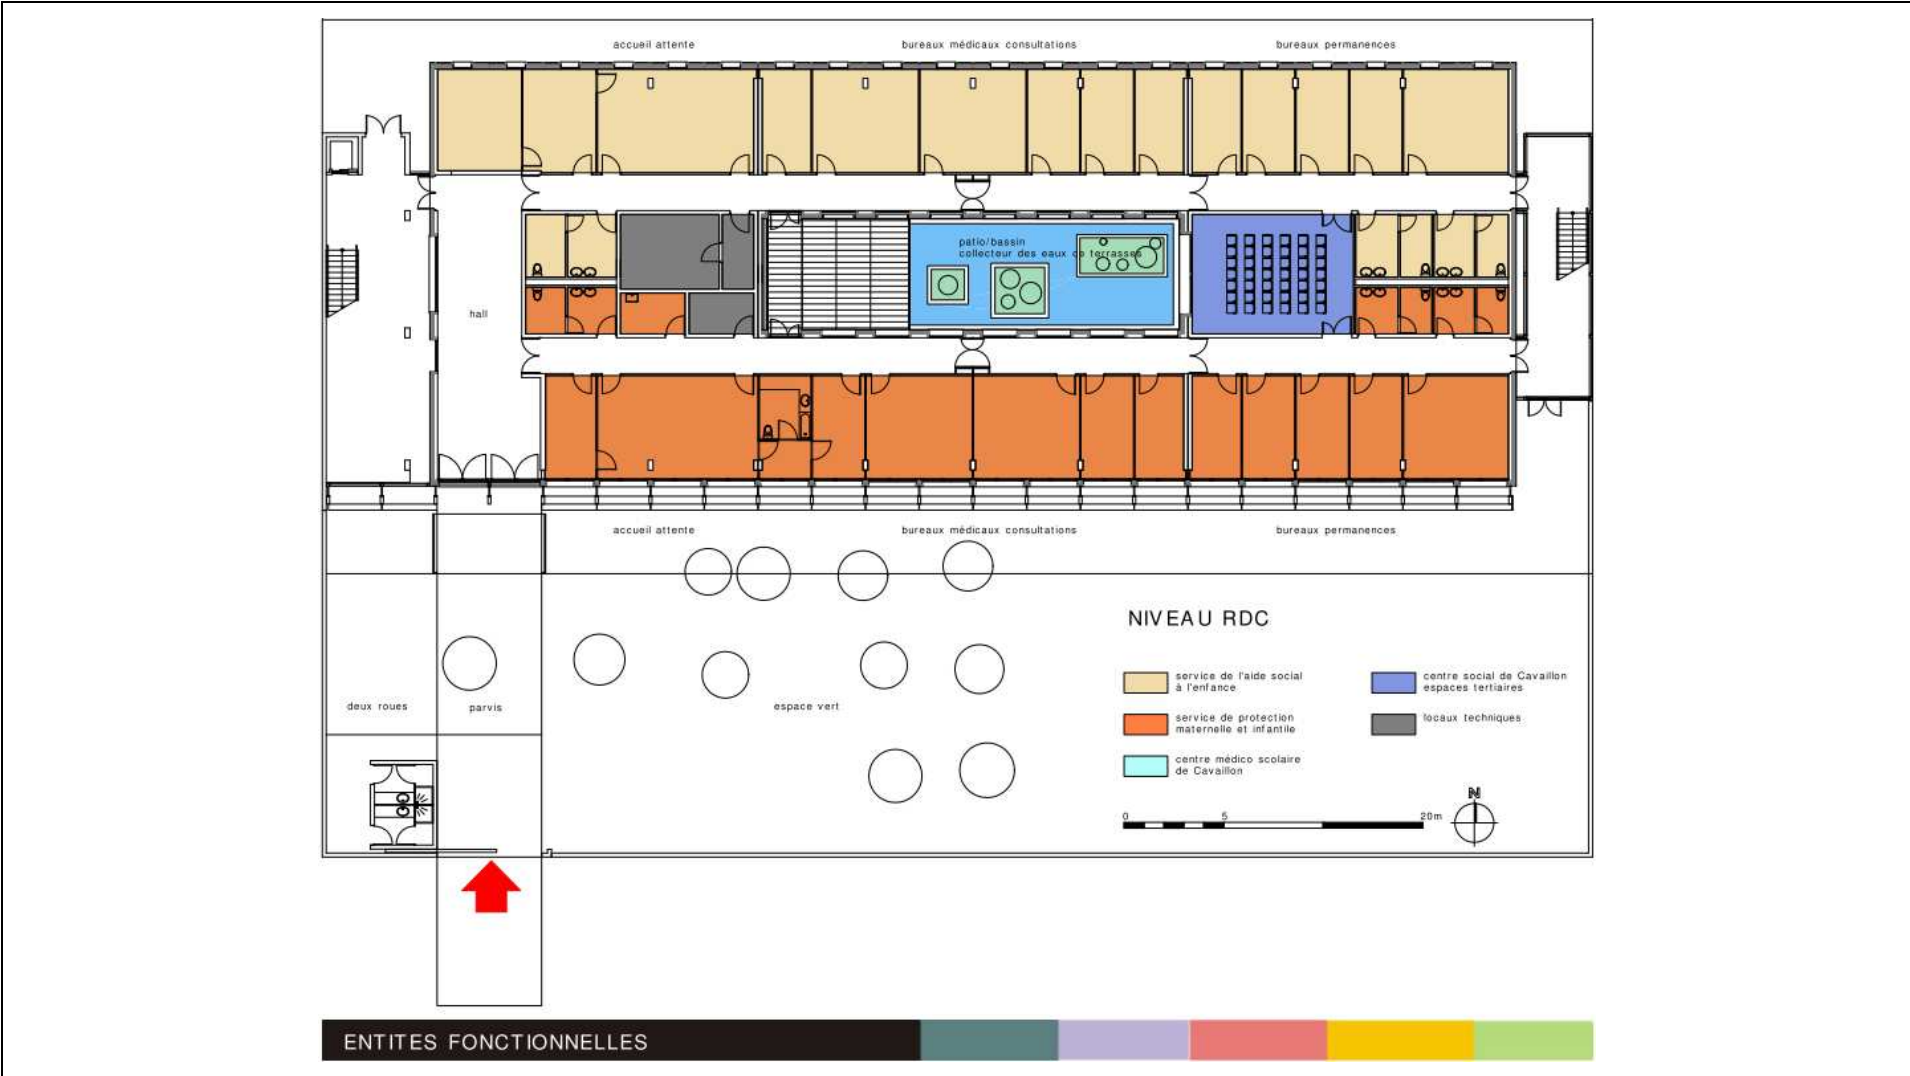 accueil attente
bureaux médicaux consultations
bureaux permanences
patio/bassin
collecteur des eaux de terrasses
hall
accueil attente
bureaux médicaux consultations
bureaux permanences
NIVEAU RDC
service de l'aide social
à l'enfance
centre social de Cavaillon
espaces tertiaires
service de protection
maternelle et infantile
locaux techniques
centre médico scolaire
de Cavaillon
deux roues
parvis
espace vert
N
0 5 20m
ENTITES FONCTIONNELLES